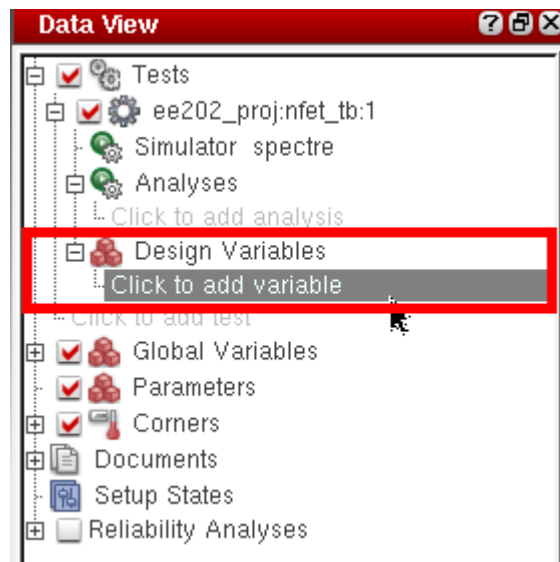 Data View
Tests
ee202_proj:nfet_tb:1
Simulator spectre
Analyses
Click to add analysis
Design Variables
Click to add variable
Click to add test
Global Variables
Parameters
Corners
Documents
Setup States
Reliability Analyses